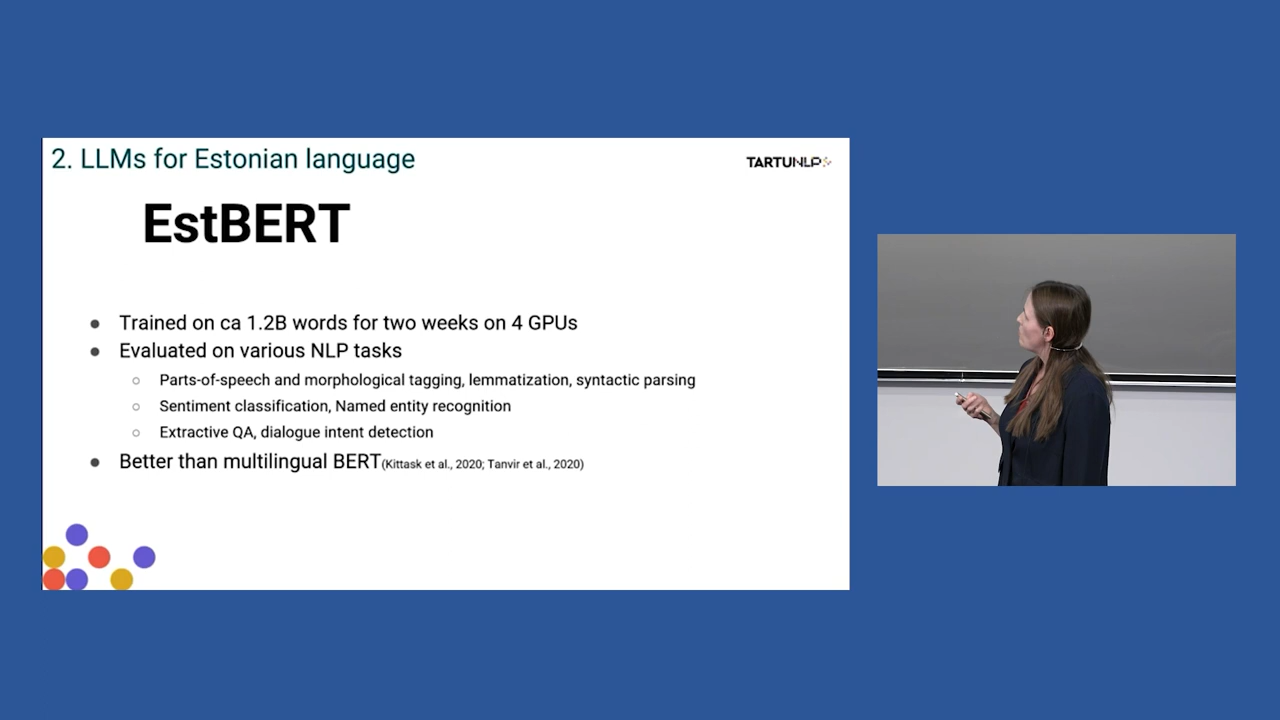 2. LLMs for Estonian language
TARTUNLP
EstBERT
● Trained on ca 1.2B words for two weeks on 4 GPUs
● Evaluated on various NLP tasks
○ Parts-of-speech and morphological tagging, lemmatization, syntactic parsing
○ Sentiment classification, Named entity recognition
○ Extractive QA, dialogue intent detection
● Better than multilingual BERT(Kittask et al., 2020; Tanvir et al., 2020)